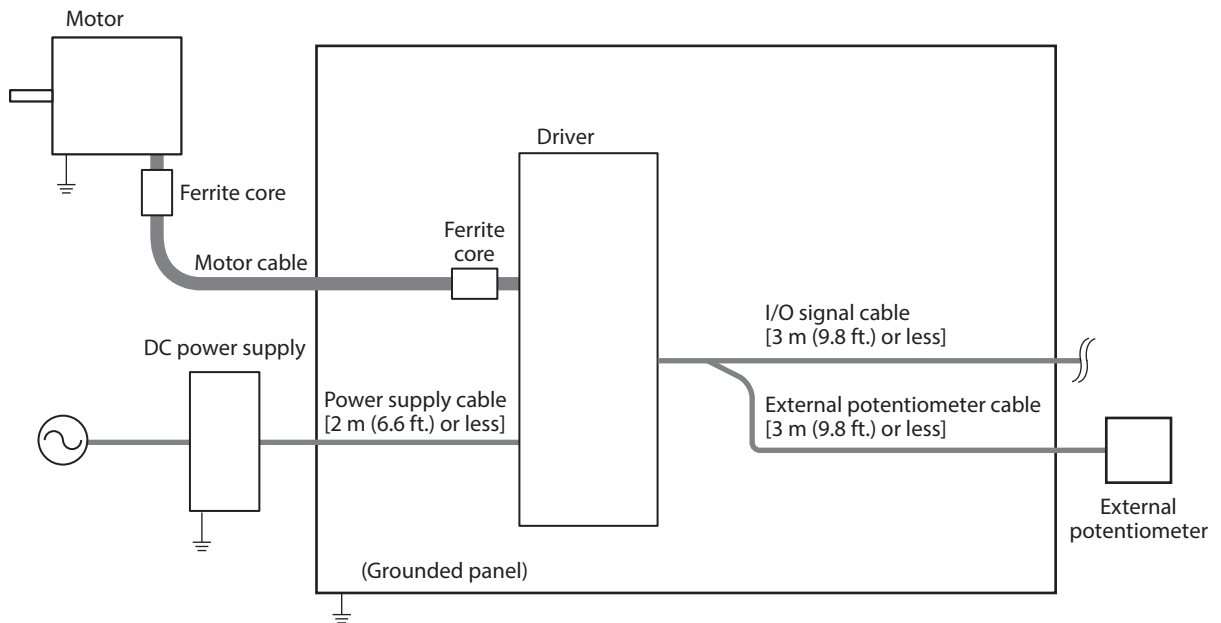 Motor
Ferrite core
Motor cable
Driver
Ferrite
core
DC power supply
Power supply cable
[2 m (6.6 ft.) or less]
I/O signal cable
[3 m (9.8 ft.) or less]
External potentiometer cable
[3 m (9.8 ft.) or less]
External
potentiometer
(Grounded panel)